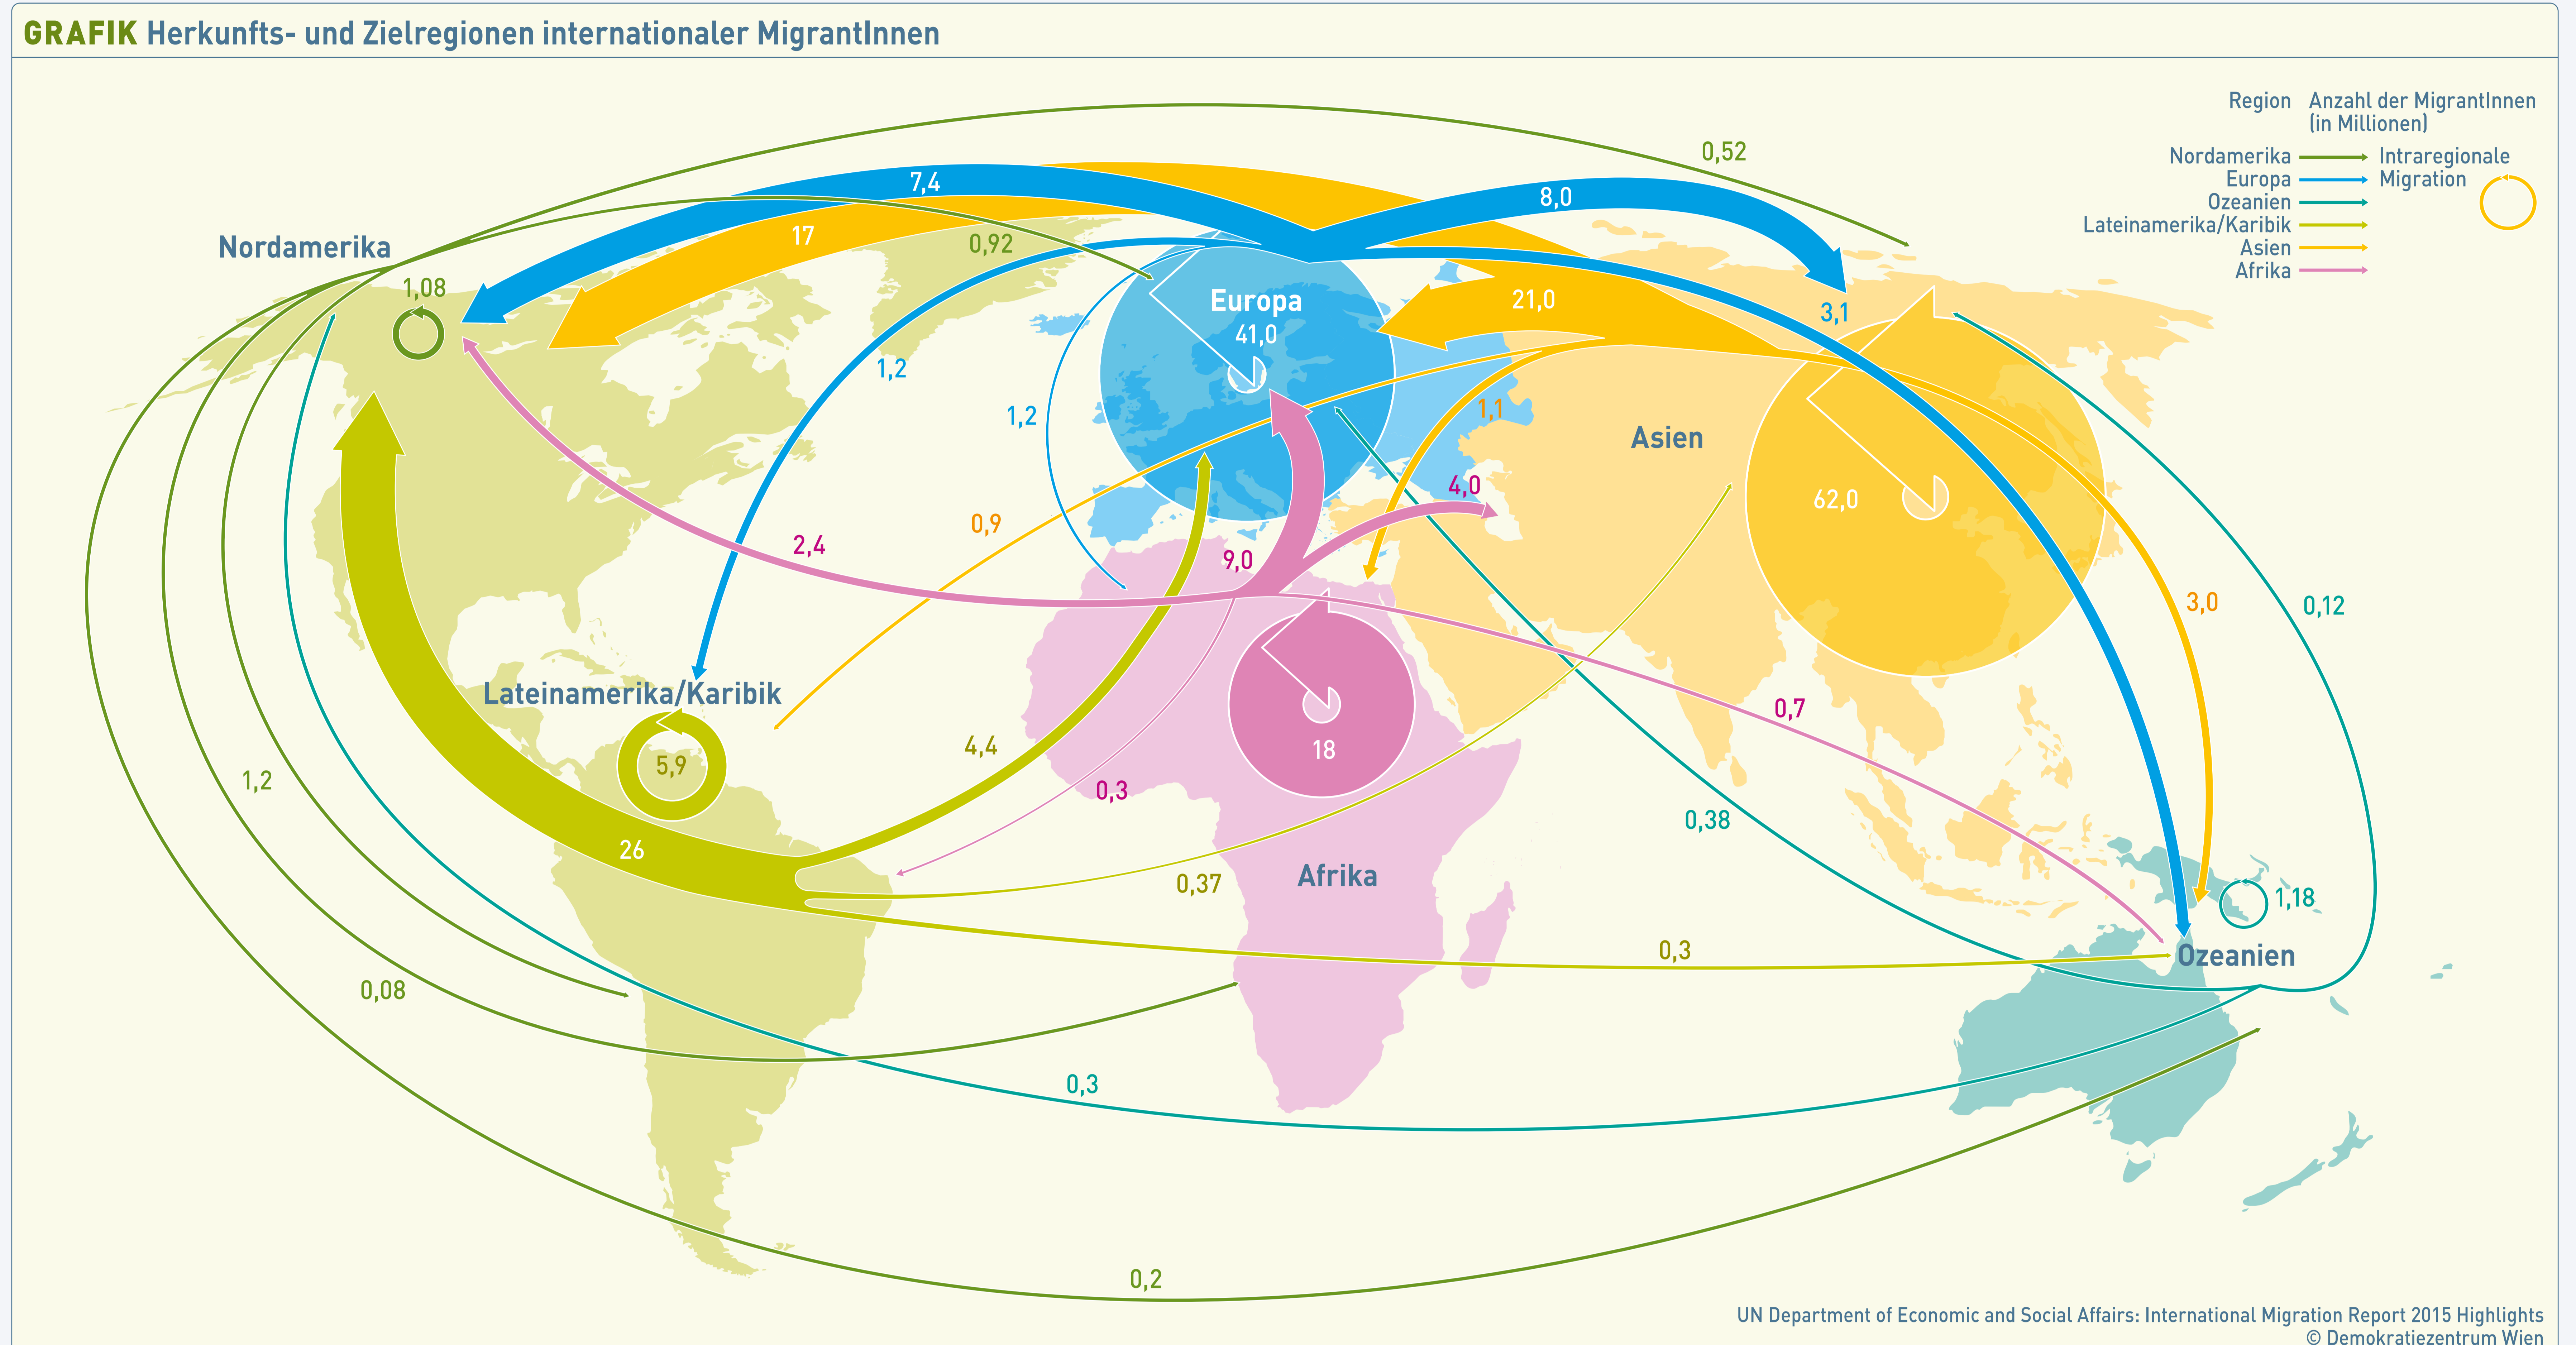 GRAFIK Herkunfts- und Zielregionen internationaler MigrantInnen
Region
Anzahl der MigrantInnen
(in Millionen)
Nordamerika
Europa
Ozeanien
Lateinamerika/Karibik
Asien
Afrika
Intraregionale
Migration
0,52
7,4
8,0
17
0,92
Nordamerika
1,08
Europa
41,0
21,0
3,1
1,2
1,2
1,1
Asien
4,0
62,0
0,9
2,4
9,0
3,0
0,12
Lateinamerika/Karibik
0,7
5,9
4,4
18
1,2
0,3
0,38
26
Afrika
0,37
1,18
0,3
Ozeanien
0,08
0,3
0,2
UN Department of Economic and Social Affairs: International Migration Report 2015 Highlights
© Demokratiezentrum Wien